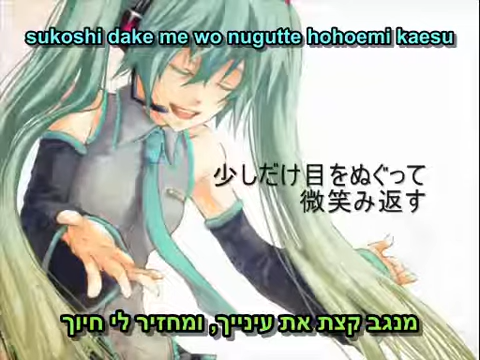 sukoshi dake me wo nugutte hohoemi kaesu
少しだけ目をぬぐって
微笑み返す
מנגב קצת את עינייך, ומחזיר לי חיוך